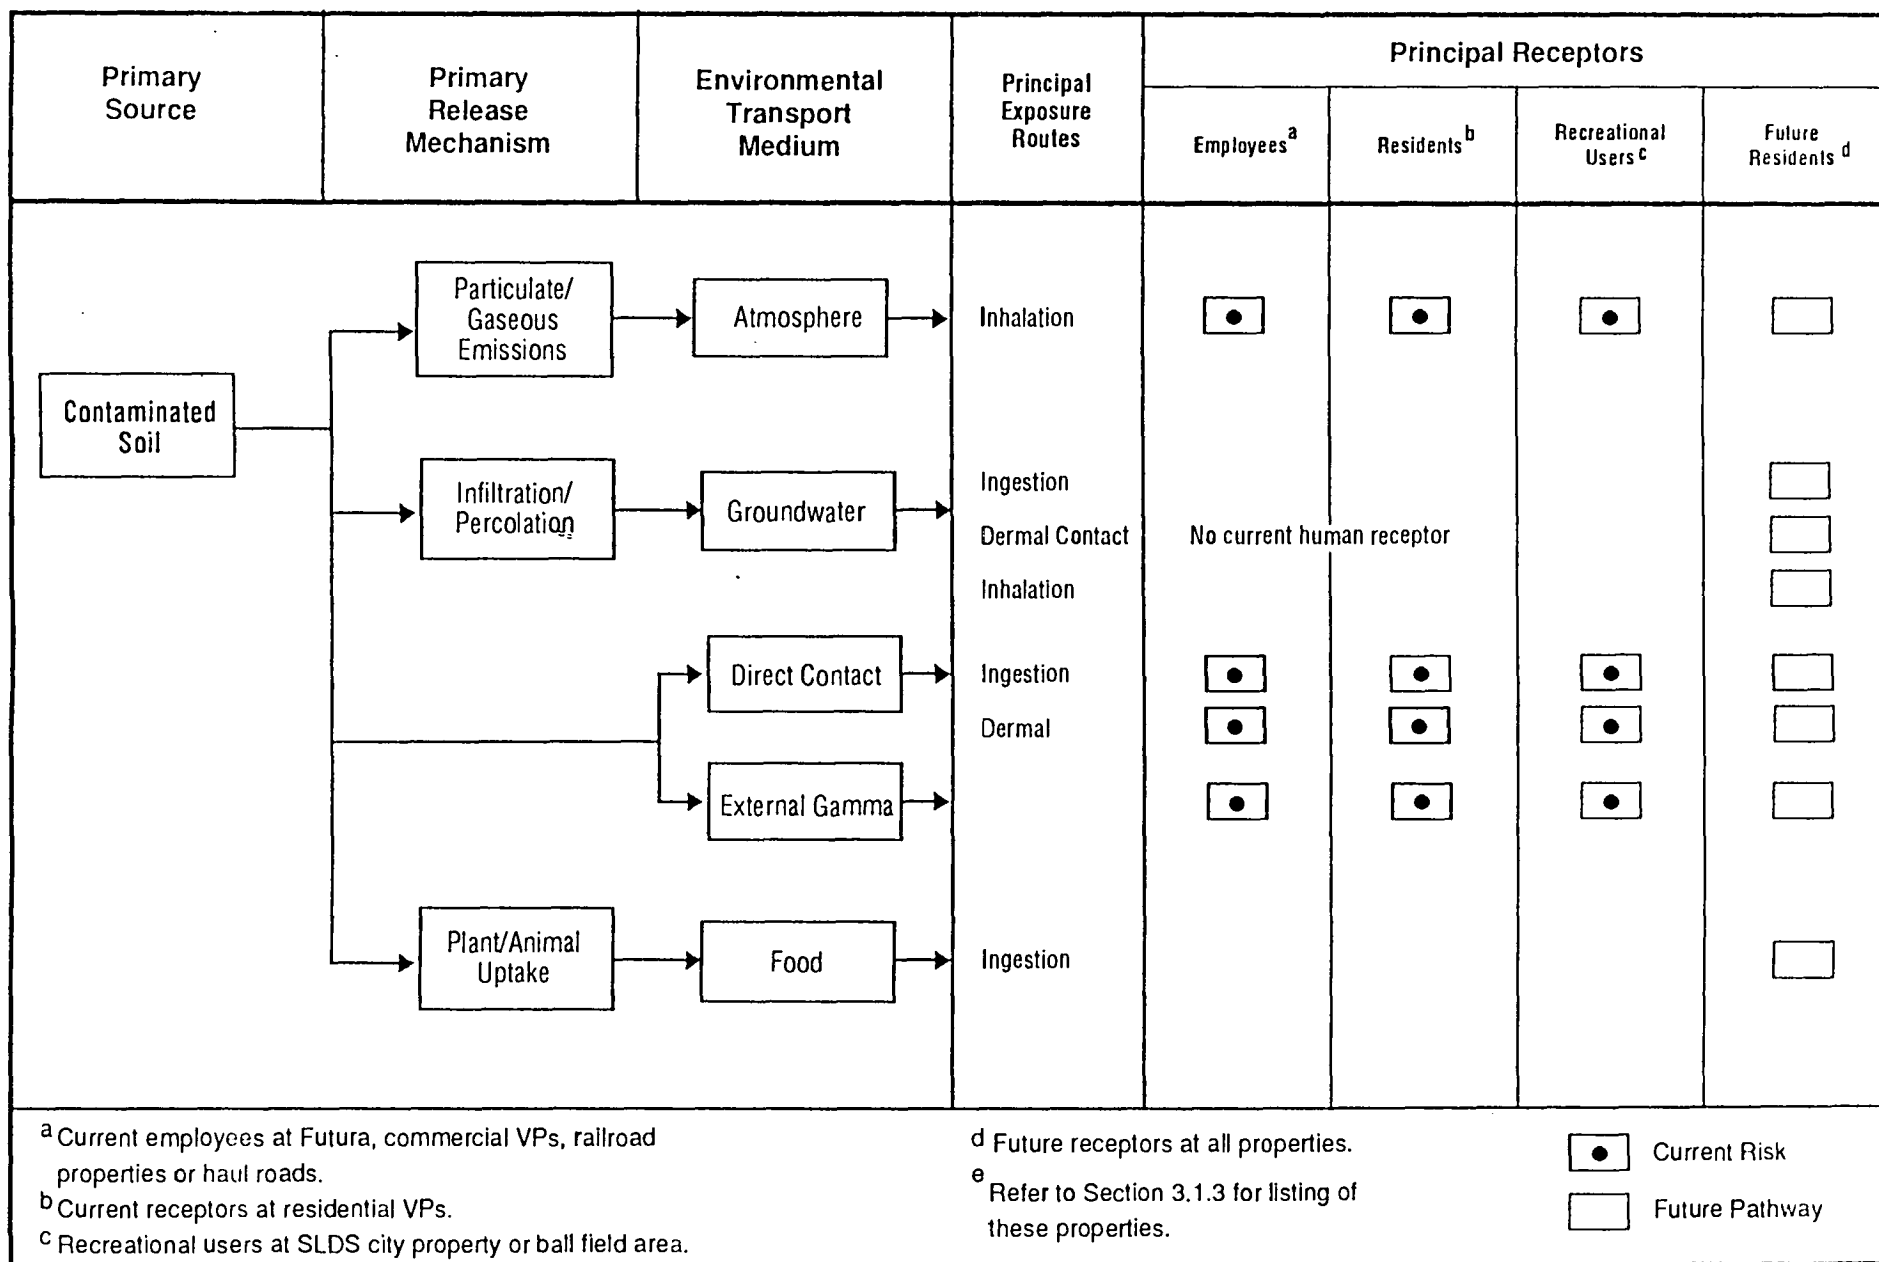 Primary
Source
Primary
Release
Mechanism
Environmental
Transport
Medium
Principal
Exposure
Routes
Principal Receptors
Employees a
Residents b
Recreational
Users c
Future
Residents d
Particulate/
Gaseous
Emissions
Atmosphere
Inhalation
Contaminated
Soil
Infiltration/
Percolation
Groundwater
Ingestion
Dermal Contact
No current human receptor
Inhalation
Direct Contact
Ingestion
Dermal
External Gamma
Plant/Animal
Uptake
Food
Ingestion
a Current employees at Futura, commercial VPs, railroad
properties or haul roads.
b Current receptors at residential VPs.
c Recreational users at SLDS city property or ball field area.
d Future receptors at all properties.
e Refer to Section 3.1.3 for listing of
these properties.
Current Risk
Future Pathway